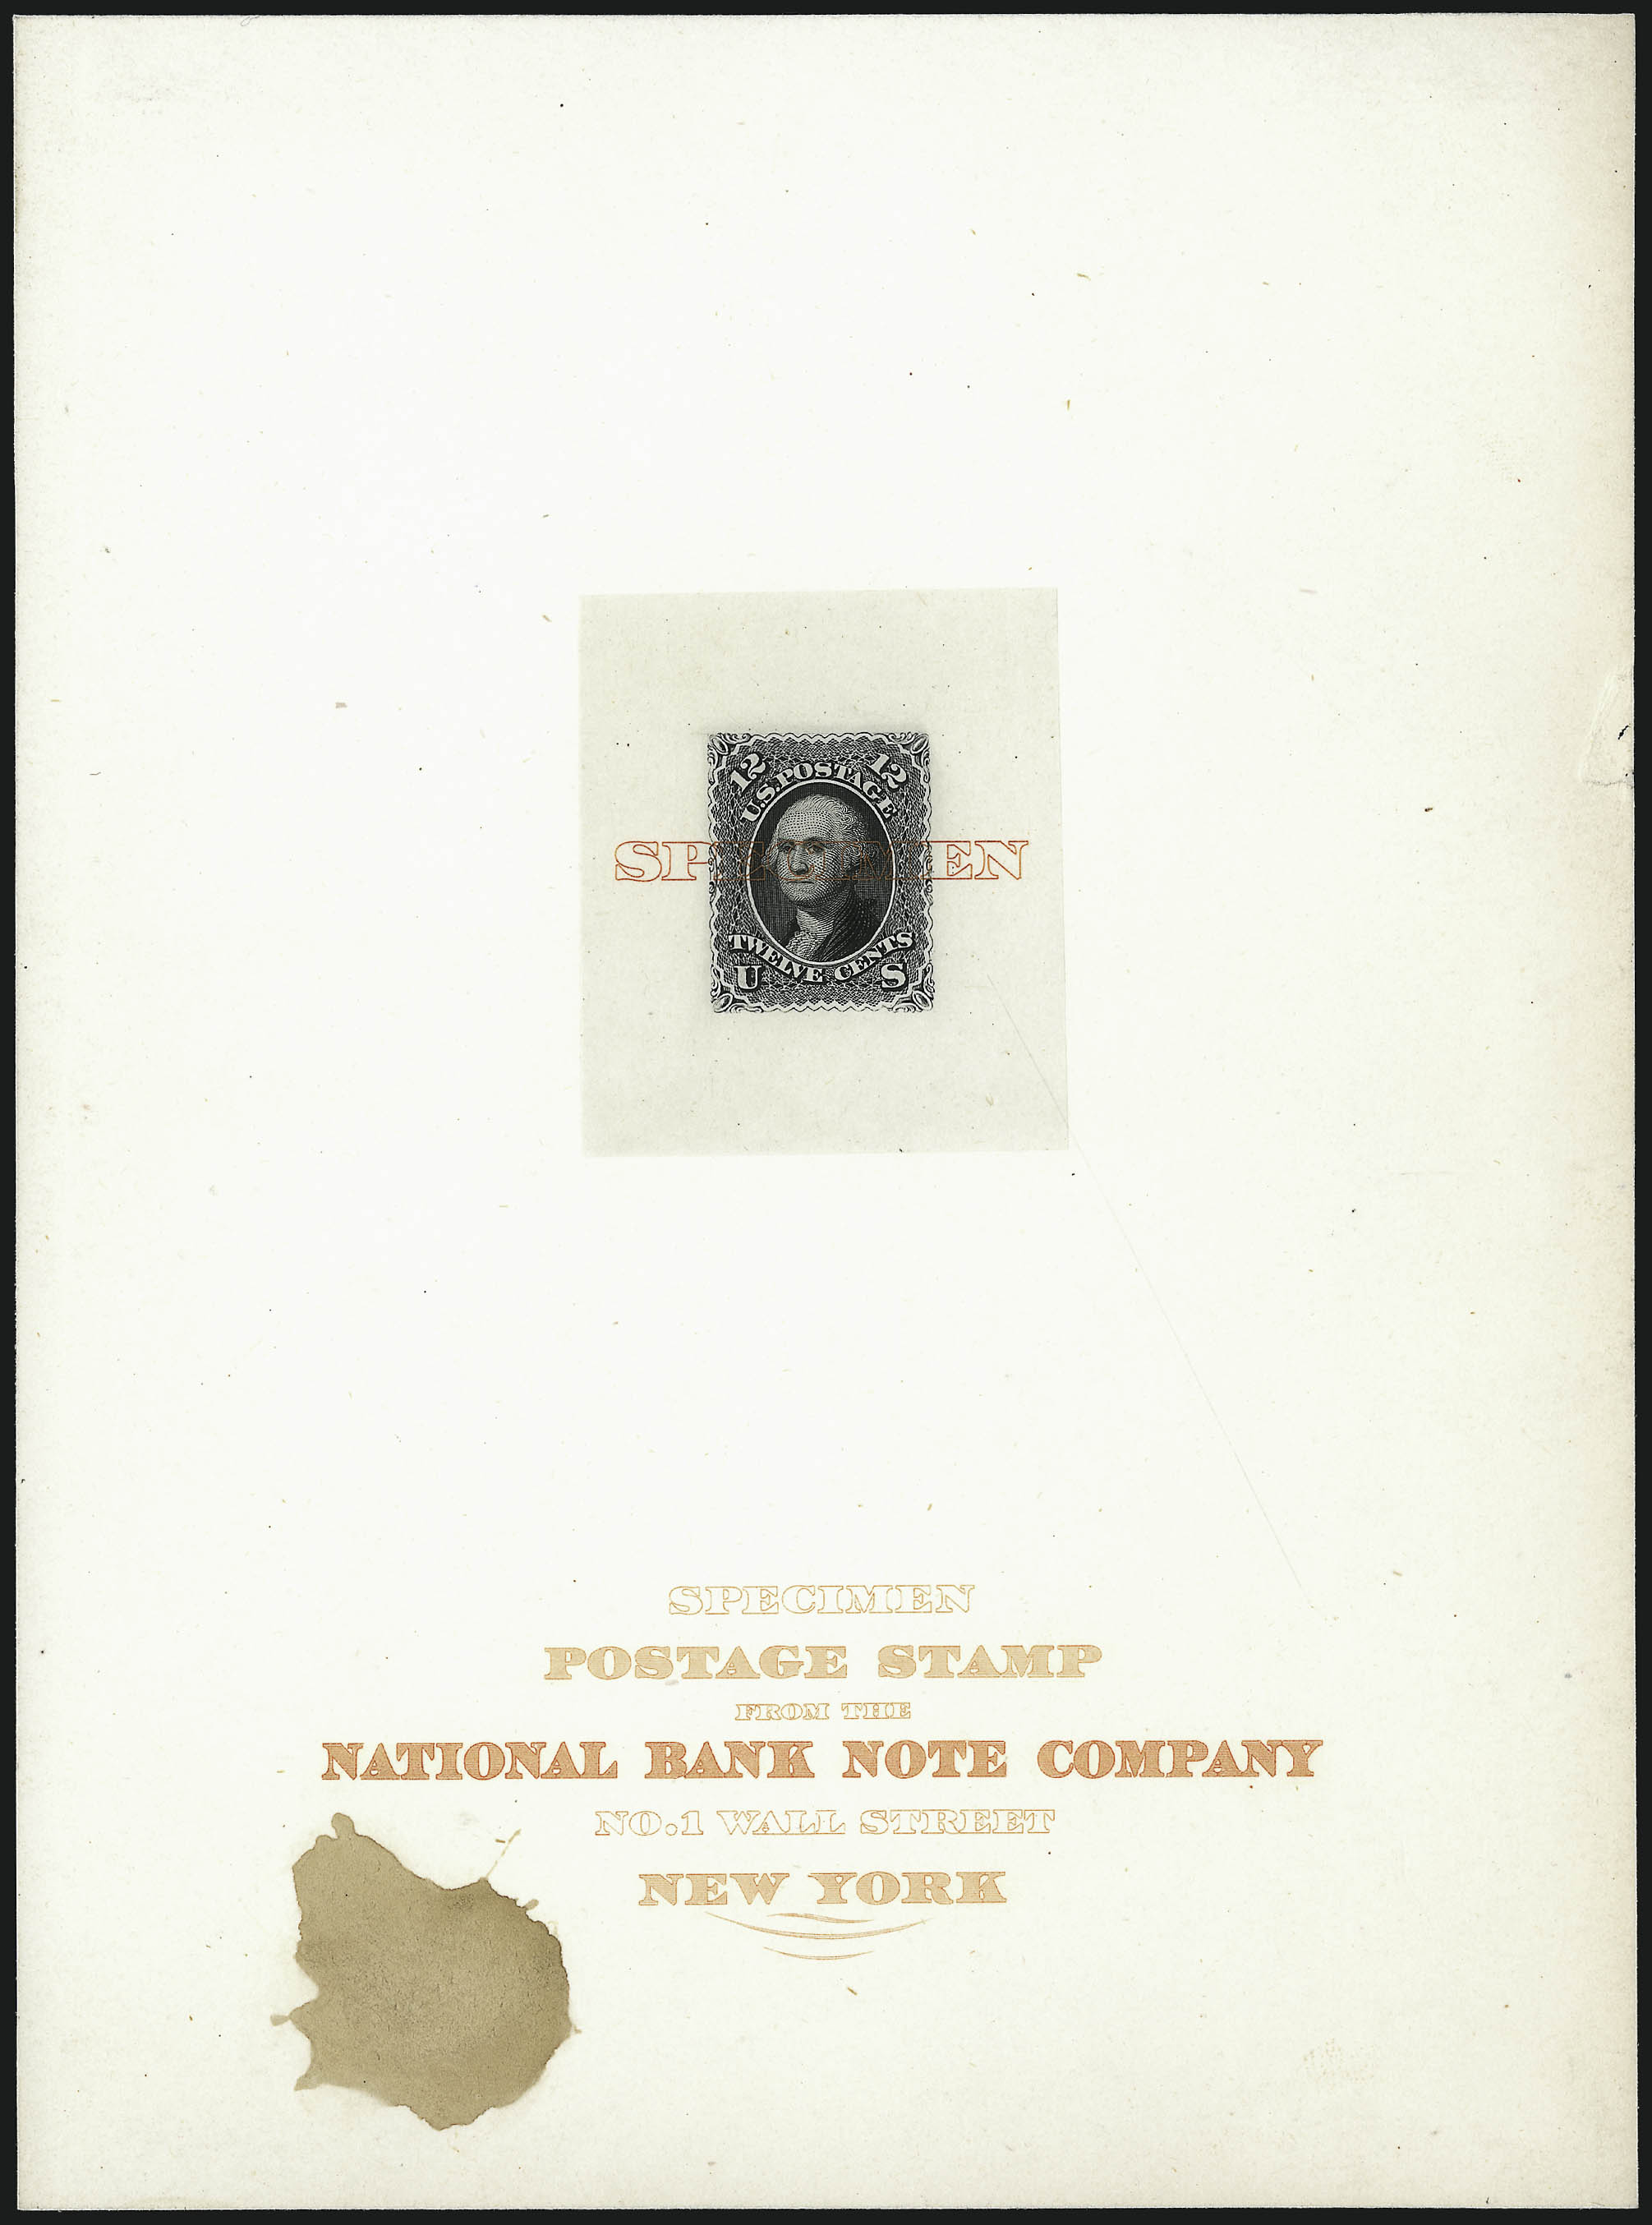 12 12
U.S. POSTAGE
SPECIMEN
TWELVE CENTS
U S
SPECIMEN
POSTAGE STAMP
FROM THE
NATIONAL BANK NOTE COMPANY
NO.1 WALL STREET
NEW YORK